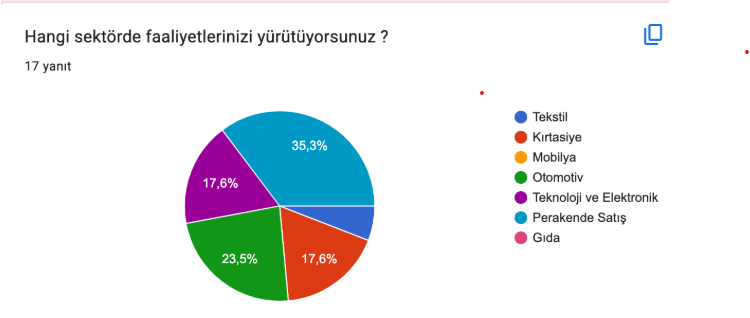 Hangi sektörde faaliyetlerinizi yürütüyorsunuz ?
17 yanıt
35,3%
17,6%
23,5%
17,6%
Tekstil
Kırtasiye
Mobilya
Otomotiv
Teknoloji ve Elektronik
Perakende Satış
Gıda